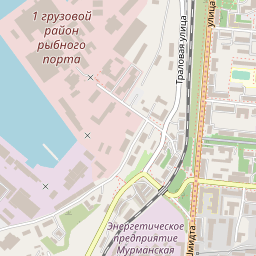 1 грузовой
район
рыбного
порта
Траловая улица
улица
Энергетическое
предприятие
Мурманская
Шмидта